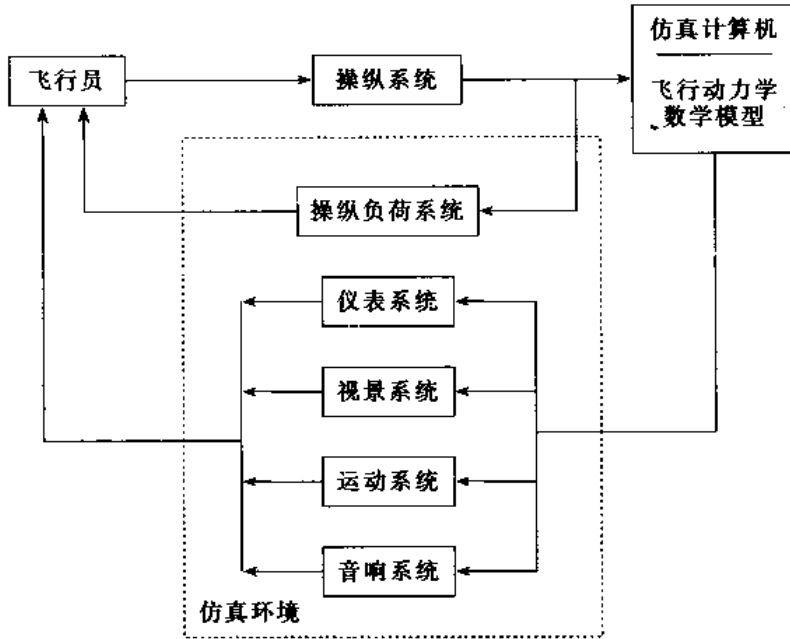 飞行员
操纵系统
仿真计算机
飞行动力学
数学模型
操纵负荷系统
仪表系统
视景系统
运动系统
音响系统
仿真环境